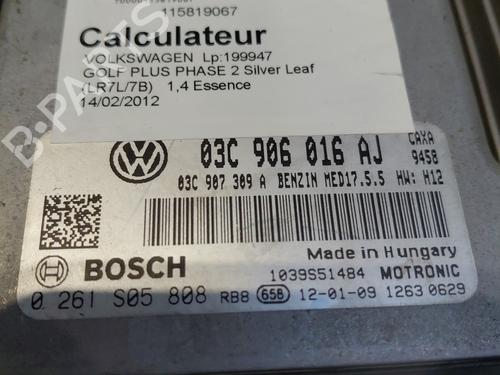 115819067
Calculateur
VOLKSWAGEN Lp:199947
GOLF PLUS PHASE 2 Silver Leaf
(LR7L/7B) 1,4 Essence
14/02/2012
B-PARTS
03C 906 016 AJ CAXA
9458
03C 907 309 A BENZIN MED17.5.5 HW: H12
Made in Hungary
BOSCH 1039S51484 MOTRONIC
0 261 S05 808 RB8 658 12-01-09 1263 0629